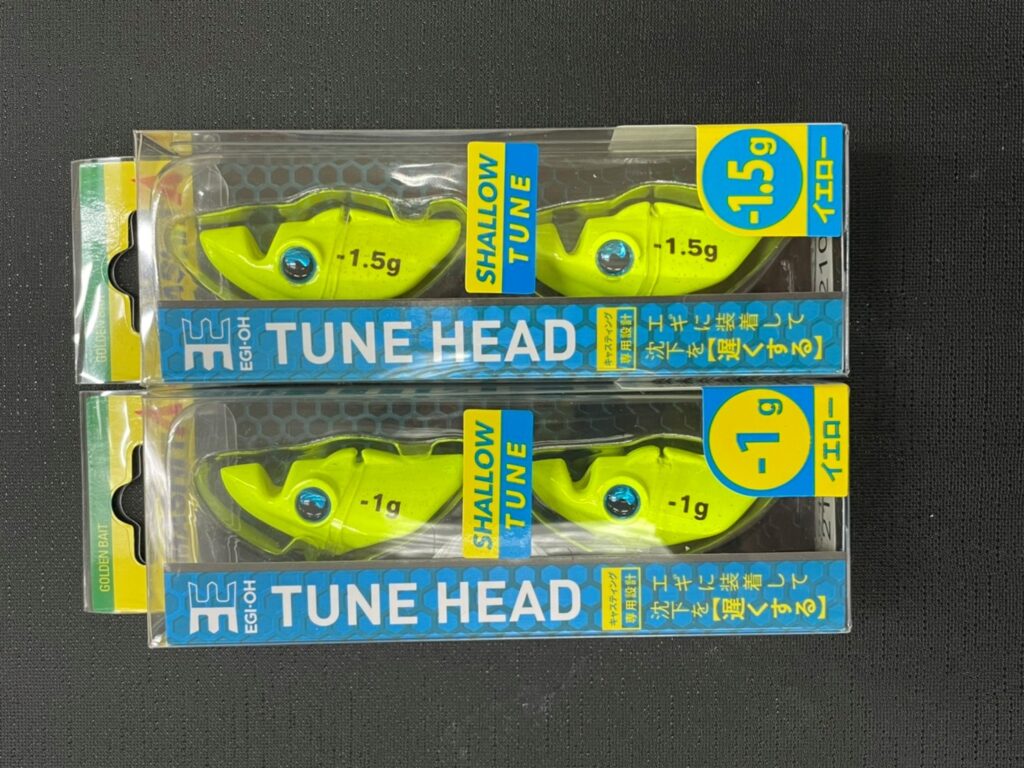 -1.5g
イエロー
SHALLOW
TUNE
-1.5g
-1.5g
GOLDEN
EGI-OH
TUNE HEAD
キャスティング
専用設計
エギに装着して
沈下を【遅くする】
-1g
イエロー
SHALLOW
TUNE
-1g
-1g
GOLDEN BAIT
EGI-OH
TUNE HEAD
キャスティング
専用設計
エギに装着して
沈下を【遅くする】